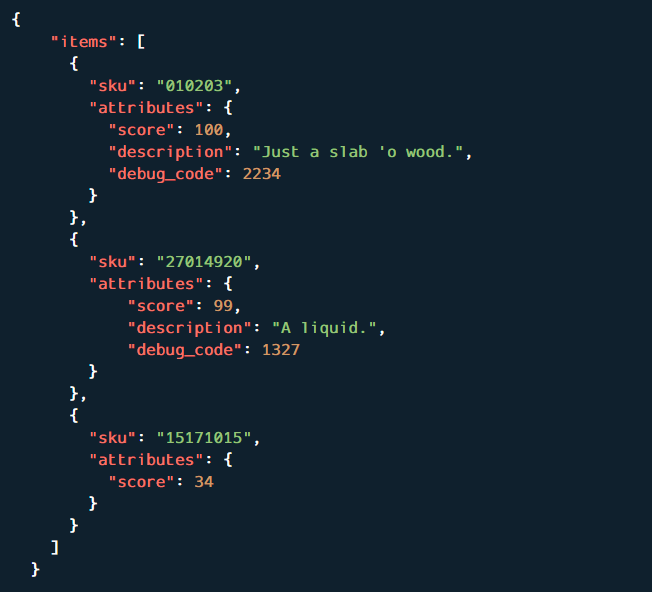 {
    "items": [
      {
        "sku": "010203",
        "attributes": {
          "score": 100,
          "description": "Just a slab 'o wood.",
          "debug_code": 2234
        }
      },
      {
        "sku": "27014920",
        "attributes": {
            "score": 99,
            "description": "A liquid.",
            "debug_code": 1327
        }
      },
      {
        "sku": "15171015",
        "attributes": {
          "score": 34
        }
      }
    ]
  }